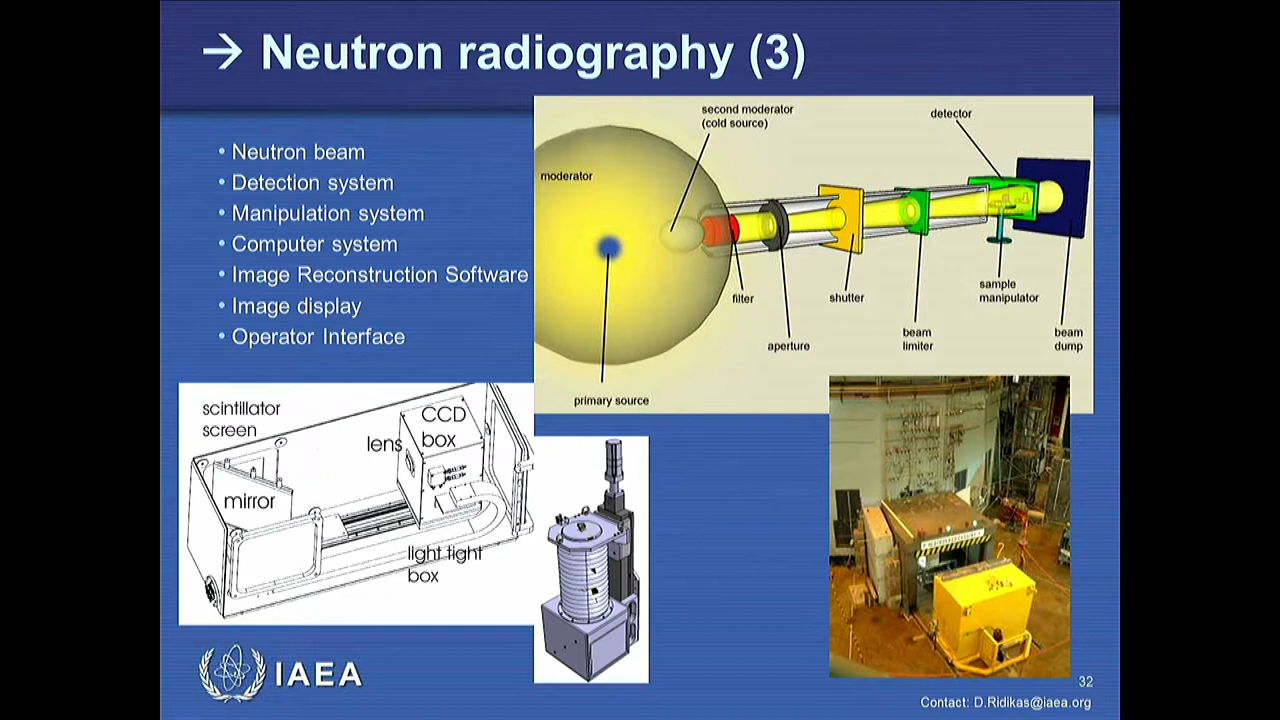 → Neutron radiography (3)
• Neutron beam
• Detection system
• Manipulation system
• Computer system
• Image Reconstruction Software
• Image display
• Operator Interface
second moderator
(cold source)
detector
moderator
filter
shutter
sample
manipulator
aperture
beam
limiter
beam
dump
primary source
scintillator
screen
lens
CCD
box
mirror
light tight
box
IAEA
32
Contact: D.Ridikas@iaea.org